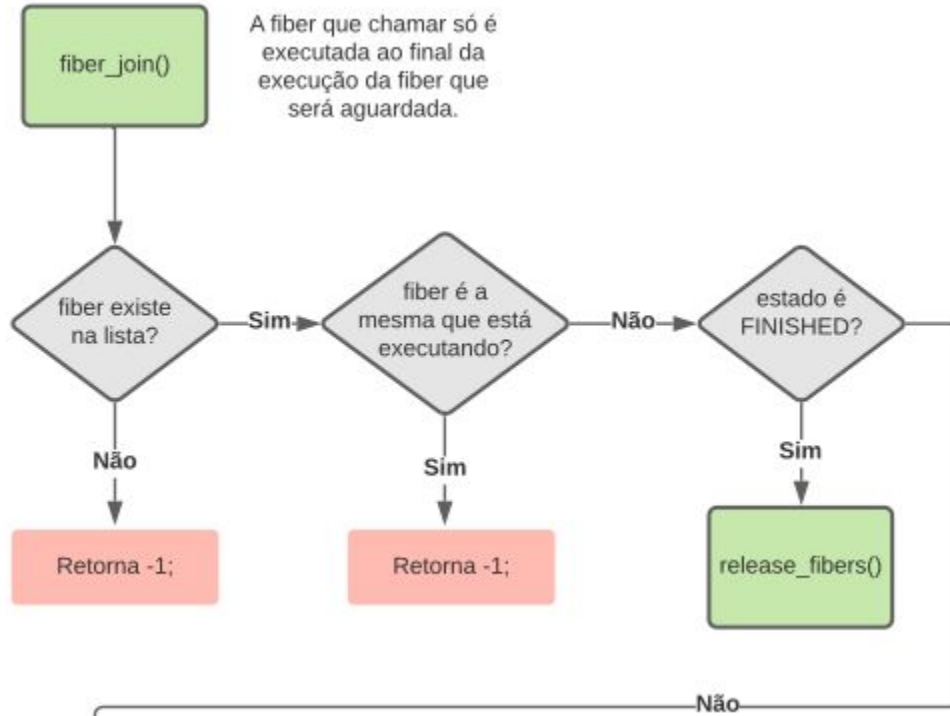 fiber_join()
A fiber que chamar só é
executada ao final da
execução da fiber que
será aguardada.
fiber existe
na lista?
Sim
fiber é a
mesma que está
executando?
Não
estado é
FINISHED?
Não
Sim
Sim
Retorna -1;
Retorna -1;
release_fibers()
Não